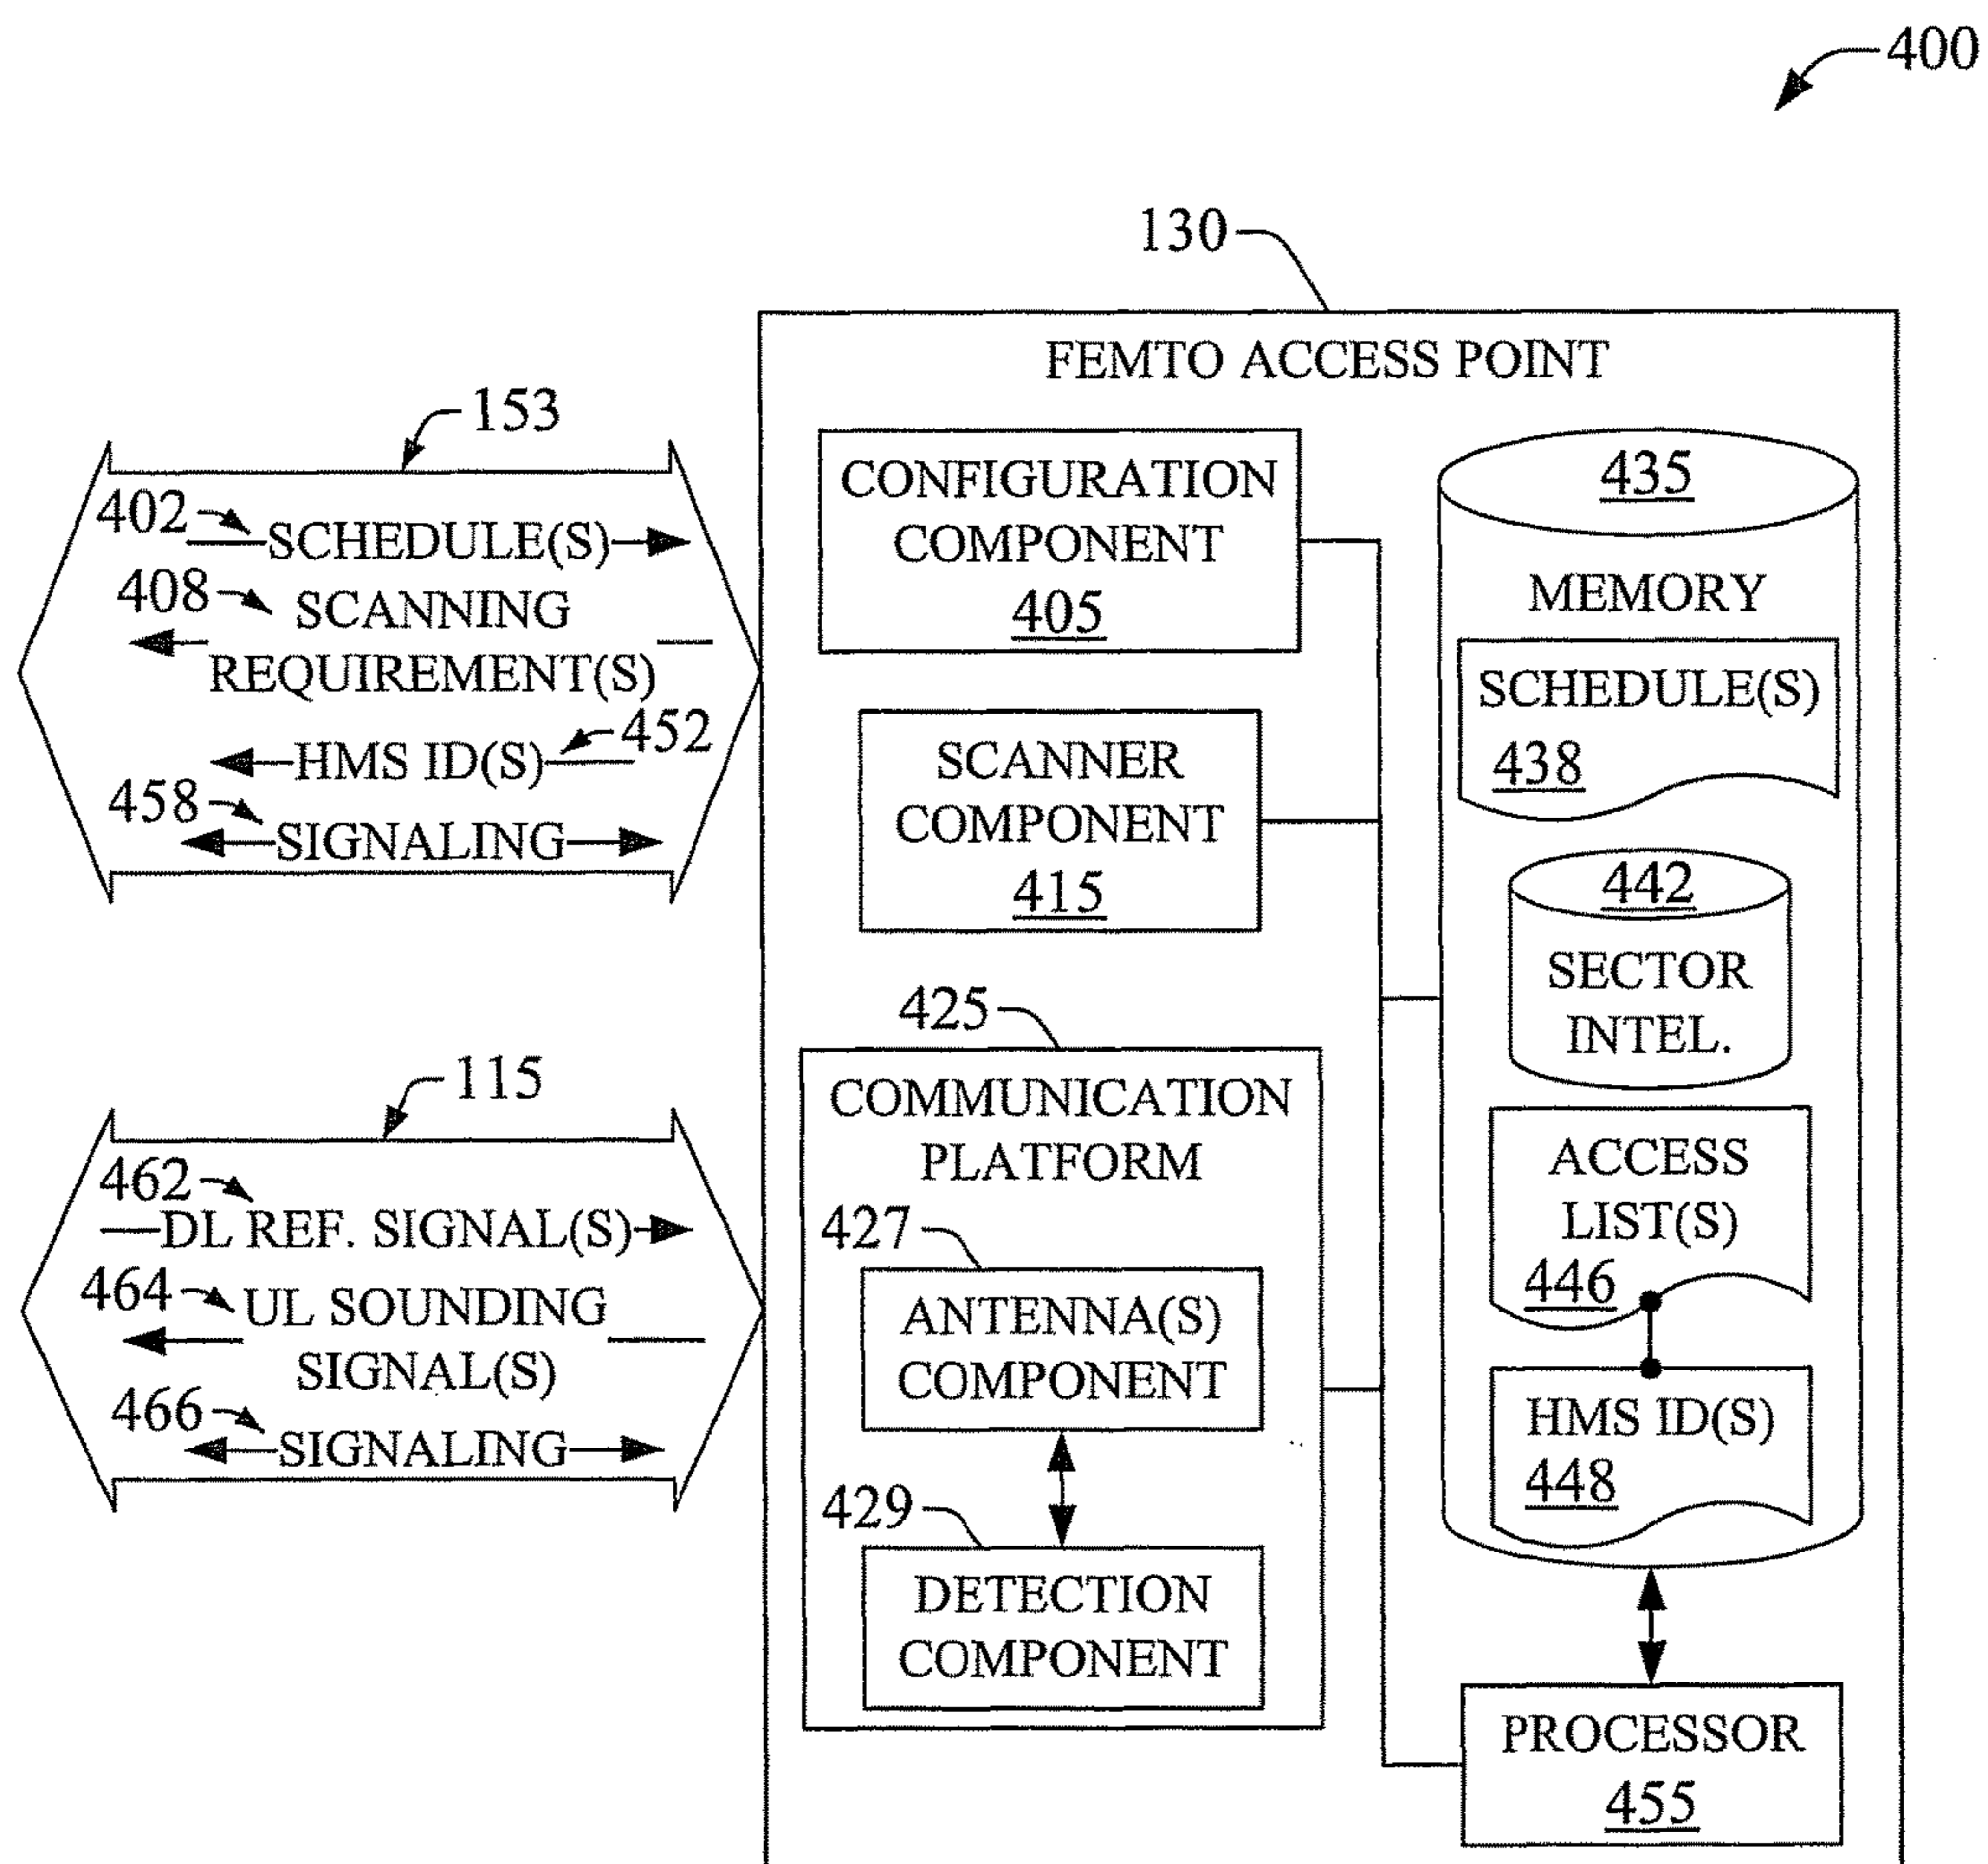 400
130
FEMTO ACCESS POINT
153
402
SCHEDULE(S)
408
SCANNING
REQUIREMENT(S)
HMS ID(S)
452
458
SIGNALING
115
462
DL REF. SIGNAL(S)
464
UL SOUNDING
SIGNAL(S)
466
SIGNALING
CONFIGURATION
COMPONENT
405
SCANNER
COMPONENT
415
425
COMMUNICATION
PLATFORM
427
ANTENNA(S)
COMPONENT
429
DETECTION
COMPONENT
435
MEMORY
SCHEDULE(S)
438
442
SECTOR
INTEL.
ACCESS
LIST(S)
446
HMS ID(S)
448
PROCESSOR
455